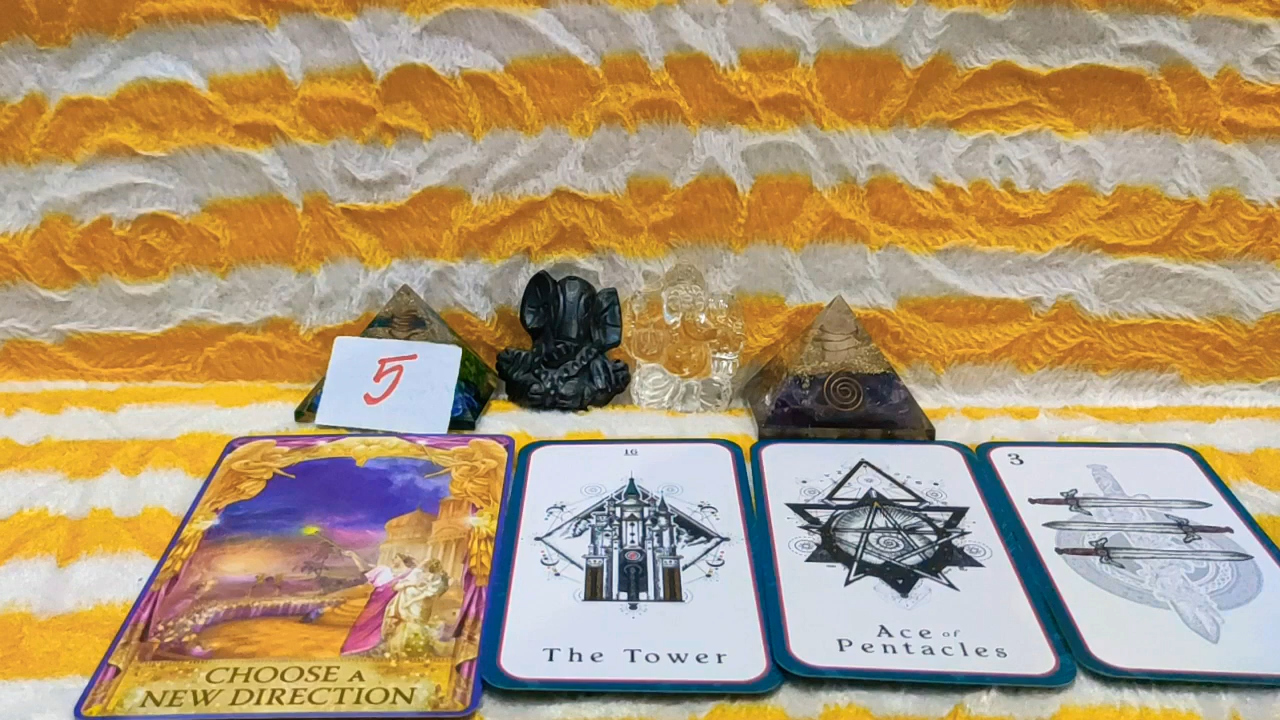 5
CHOOSE A
NEW DIRECTION
16
The Tower
Ace of
Pentacles
3